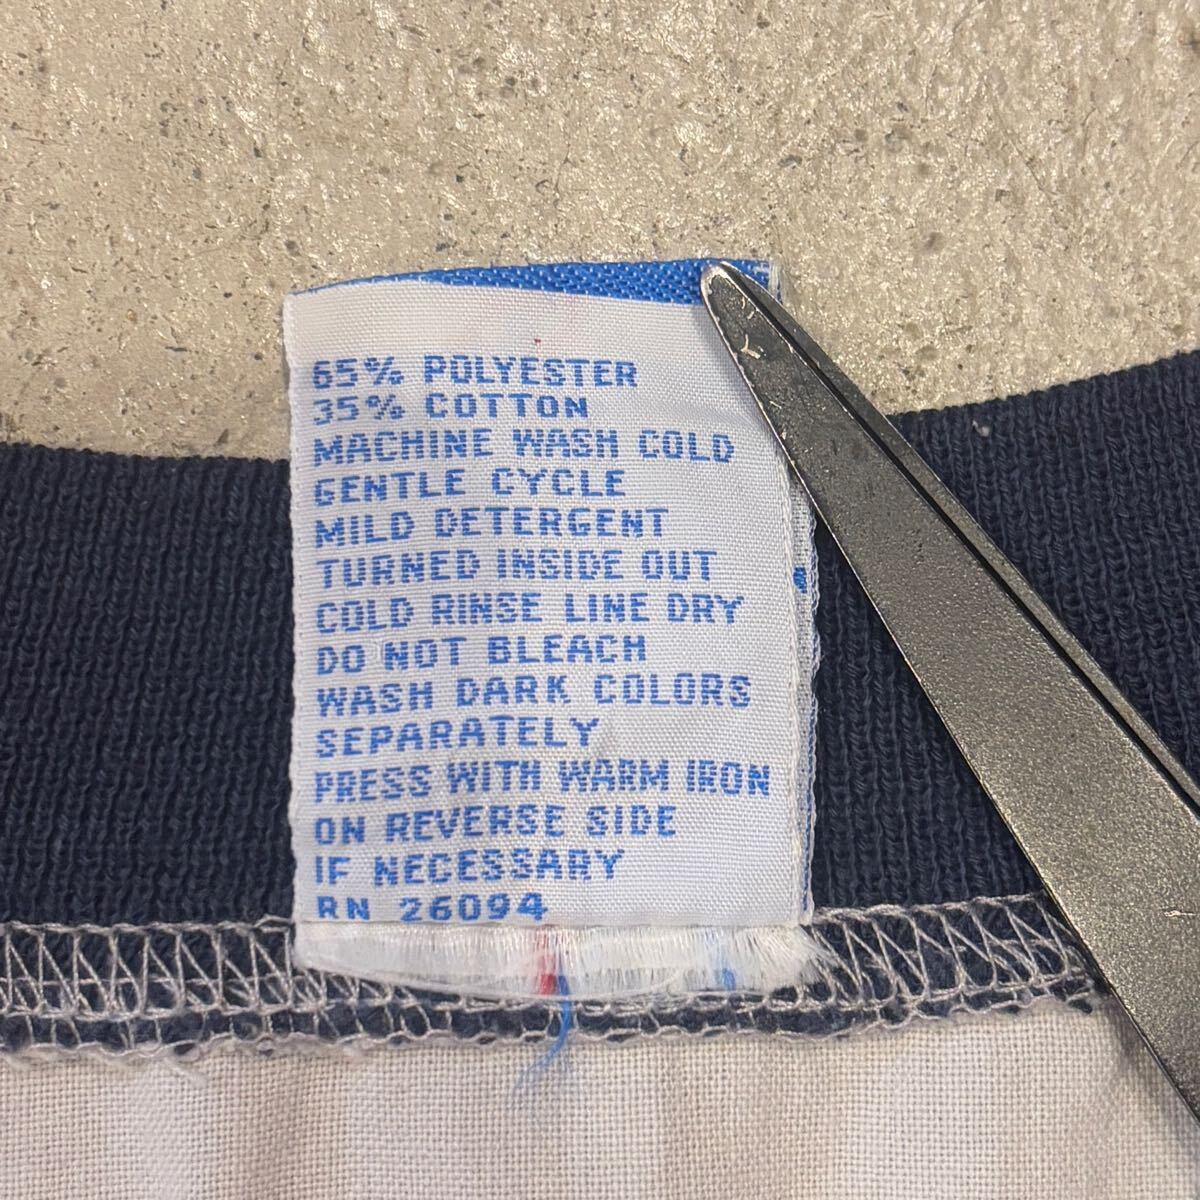 65% POLYESTER
35% COTTON
MACHINE WASH COLD
GENTLE CYCLE
MILD DETERGENT
TURNED INSIDE OUT
COLD RINSE LINE DRY
DO NOT BLEACH
WASH DARK COLORS
SEPARATELY
PRESS WITH WARM IRON
ON REVERSE SIDE
IF NECESSARY
RN 26094